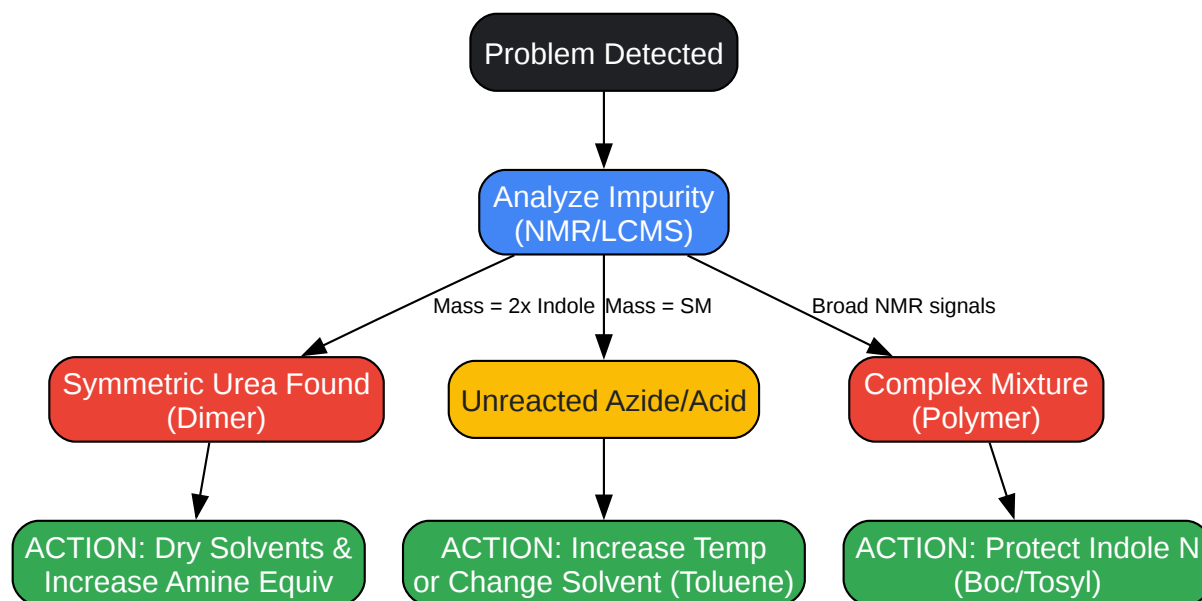 Problem Detected
Analyze Impurity
(NMR/LCMS)
Mass = 2x Indole
Mass = SM
Broad NMR signals
Symmetric Urea Found
(Dimer)
Unreacted Azide/Acid
Complex Mixture
(Polymer)
ACTION: Dry Solvents &
Increase Amine Equiv
ACTION: Increase Temp
or Change Solvent (Toluene)
ACTION: Protect Indole N
(Boc/Tosyl)